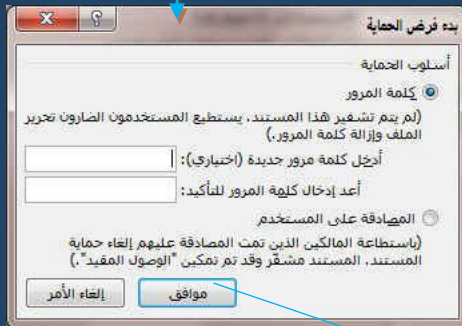 بدء فرض الحماية
أسلوب الحماية
كلمة المرور
(لم يتم تشفير هذا المستند. يستطيع المستخدمون الضارون تحرير
الملف وإزالة كلمة المرور.)
أدخل كلمة مرور جديدة (اختياري):
أعد إدخال كلمة المرور للتأكيد:
المصادقة على المستخدم
(باستطاعة المالكين الذين تمت المصادقة عليهم إلغاء حماية
المستند. المستند مشفّر وقد تم تمكين "الوصول المقيد".)
موافق
إلغاء الأمر